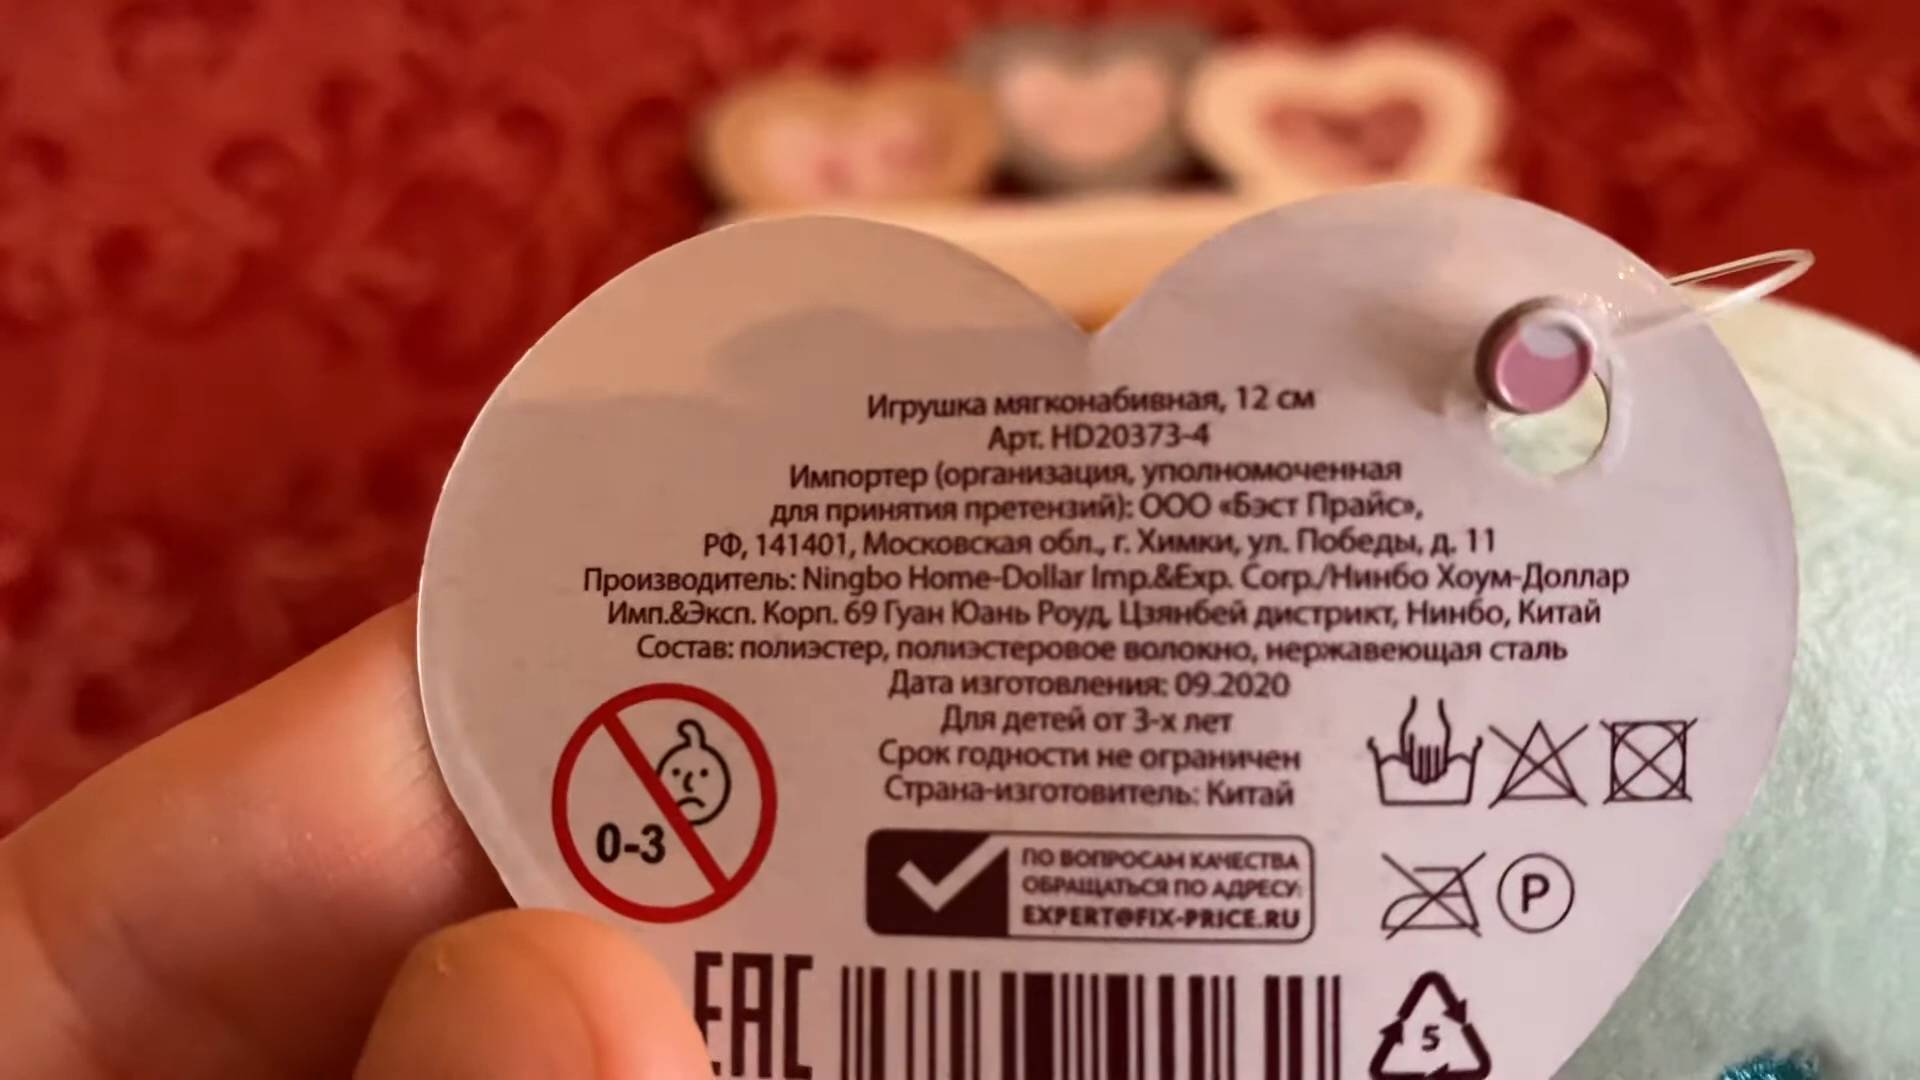 Игрушка мягконабивная, 12 см
Арт. HD20373-4
Импортер (организация, уполномоченная
для принятия претензий): ООО «Бэст Прайс»,
РФ, 141401, Московская обл., г. Химки, ул. Победы, д. 11
Производитель: Ningbo Home-Dollar Imp.&Exp. Corp./Нинбо Хоум-Доллар
Имп.&Эксп. Корп. 69 Гуан Юань Роуд, Цзянбей дистрикт, Нинбо, Китай
Состав: полиэстер, полиэстеровое волокно, нержавеющая сталь
Дата изготовления: 09.2020
Для детей от 3-х лет
Срок годности не ограничен
Страна-изготовитель: Китай
0-3
ПО ВОПРОСАМ КАЧЕСТВА
ОБРАЩАТЬСЯ ПО АДРЕСУ:
EXPERT@FIX-PRICE.RU
P
EAC
5